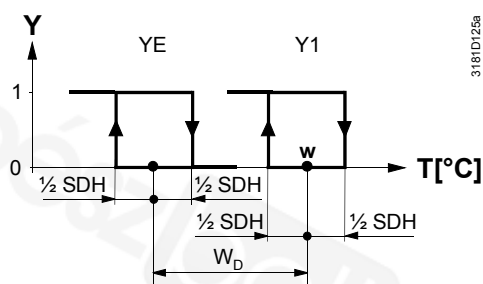 Y
YE
Y1
3181D125a
1
0
w
T[°C]
½ SDH
½ SDH
½ SDH
½ SDH
W_D